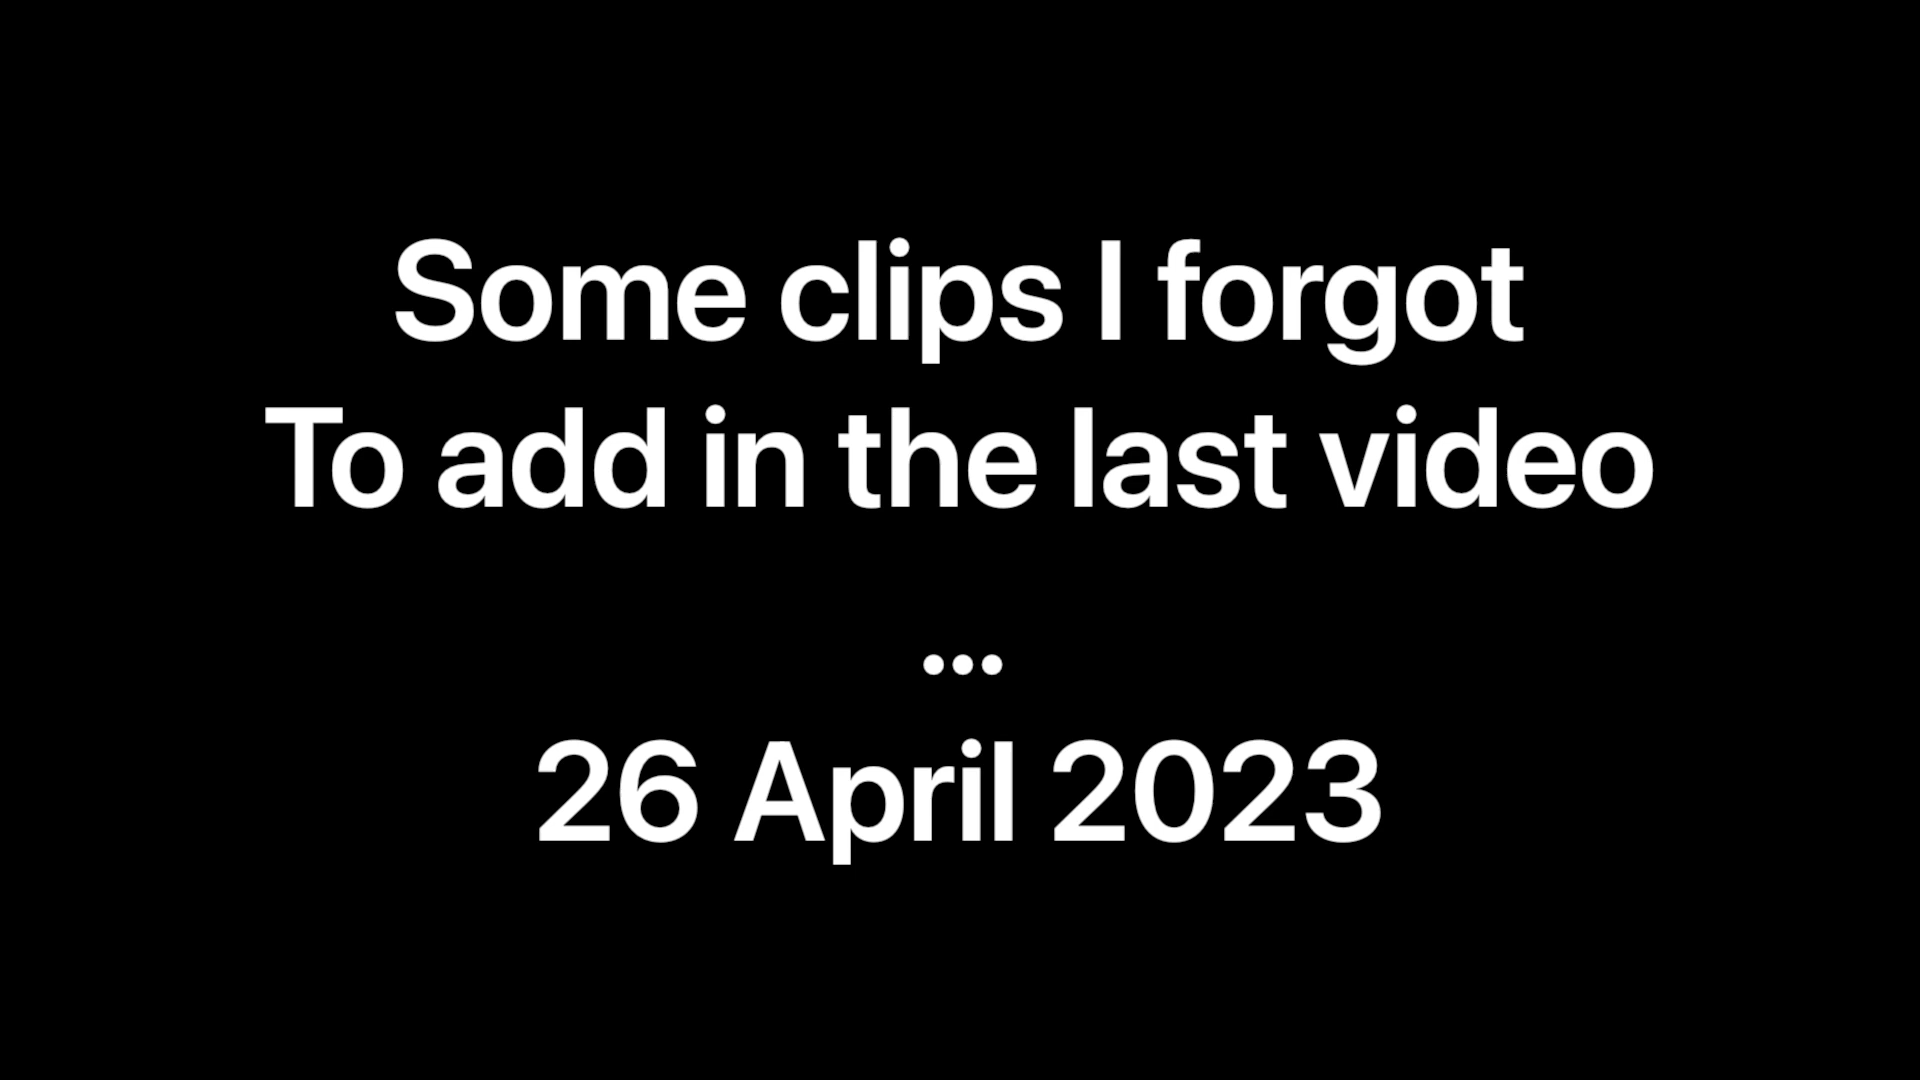 Some clips I forgot
To add in the last video
...
26 April 2023